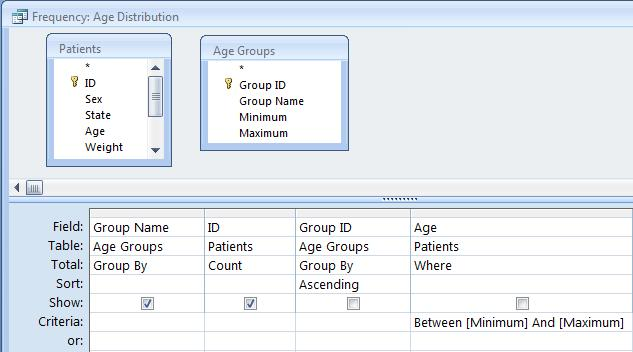 Frequency: Age Distribution
Patients
*
ID
Sex
State
Age
Weight
Age Groups
*
Group ID
Group Name
Minimum
Maximum
Field: Group Name ID Group ID Age
Table: Age Groups Patients Age Groups Patients
Total: Group By Count Group By Where
Sort: Ascending
Show:
Criteria: Between [Minimum] And [Maximum]
or: